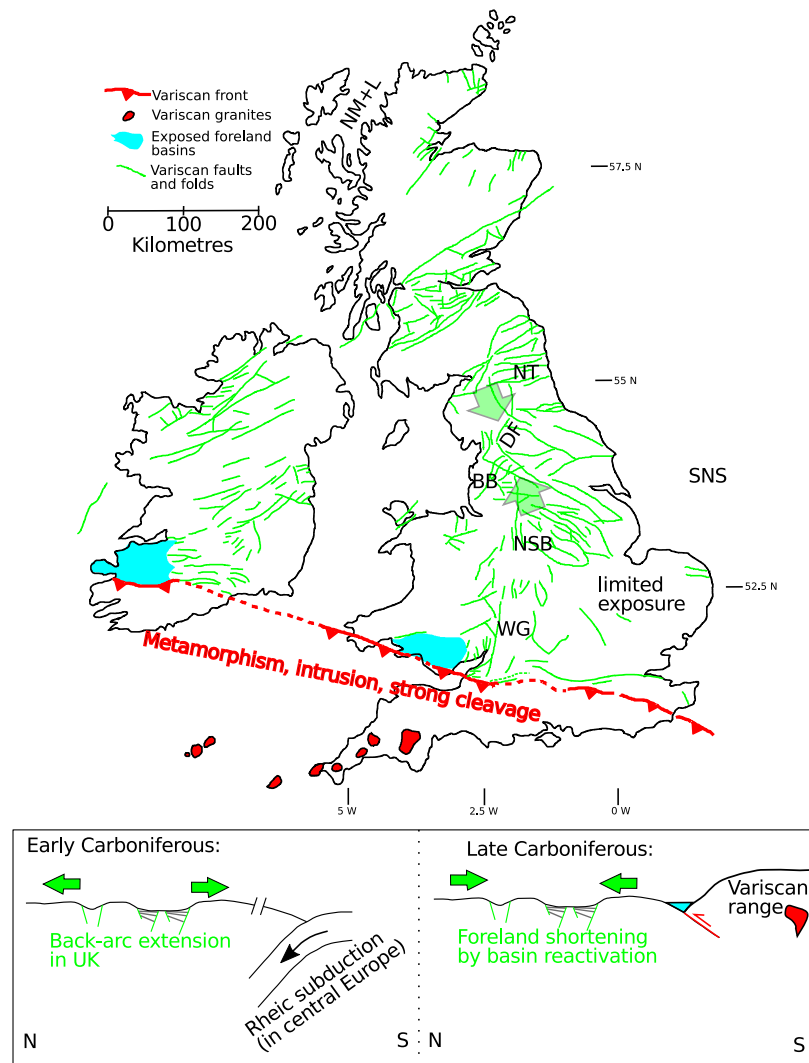 NM+L
Variscan front
Variscan granites
Exposed foreland
basins
Variscan faults
and folds
0 100 200
Kilometres
57.5 N
NT
55 N
DF
BB
SNS
NSB
limited
exposure
52.5 N
WG
Metamorphism, intrusion, strong cleavage
5 W
2.5 W
0 W
Early Carboniferous:
Back-arc extension
in UK
Rheic subduction
(in central Europe)
N
S
Late Carboniferous:
Variscan
range
Foreland shortening
by basin reactivation
N
S